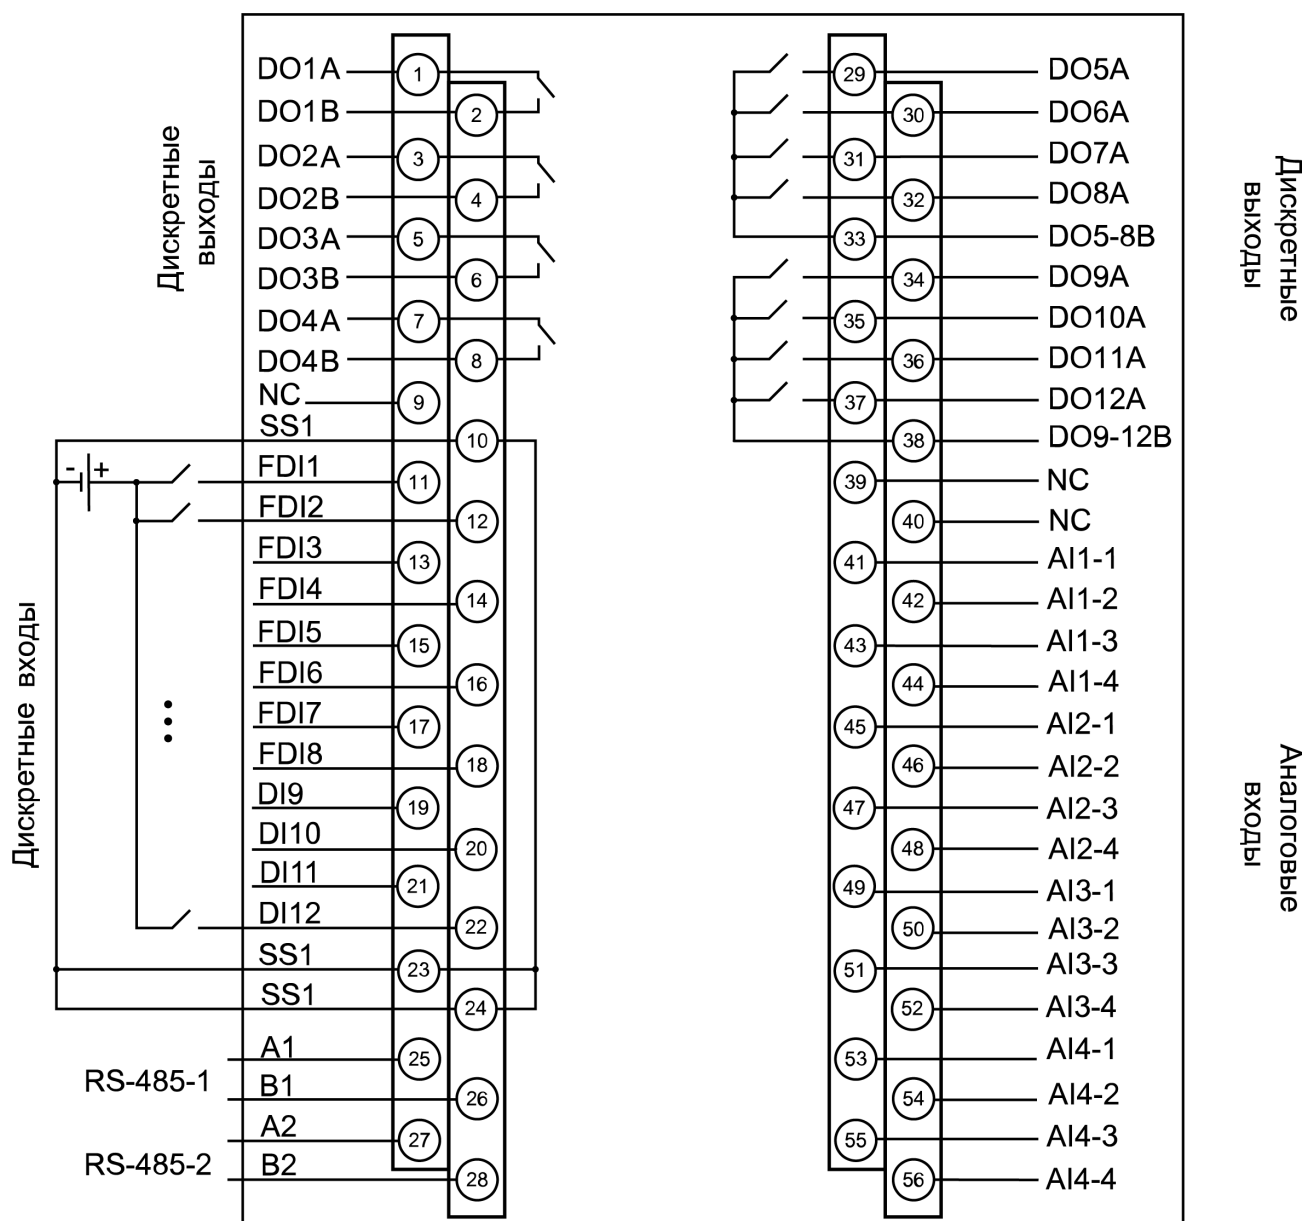 Дискретные
выходы
DO1A 1
DO1B 2
DO2A 3
DO2B 4
DO3A 5
DO3B 6
DO4A 7
DO4B 8
NC 9
SS1 10
- +
FDI1 11
FDI2 12
FDI3 13
FDI4 14
FDI5 15
FDI6 16
FDI7 17
FDI8 18
DI9 19
DI10 20
DI11 21
DI12 22
SS1 23
SS1 24
Дискретные входы
RS-485-1
A1 25
B1 26
RS-485-2
A2 27
B2 28
29 DO5A
30 DO6A
31 DO7A
32 DO8A
33 DO5-8B
34 DO9A
35 DO10A
36 DO11A
37 DO12A
38 DO9-12B
39 NC
40 NC
41 AI1-1
42 AI1-2
43 AI1-3
44 AI1-4
45 AI2-1
46 AI2-2
47 AI2-3
48 AI2-4
49 AI3-1
50 AI3-2
51 AI3-3
52 AI3-4
53 AI4-1
54 AI4-2
55 AI4-3
56 AI4-4
Дискретные
выходы
Аналоговые
входы